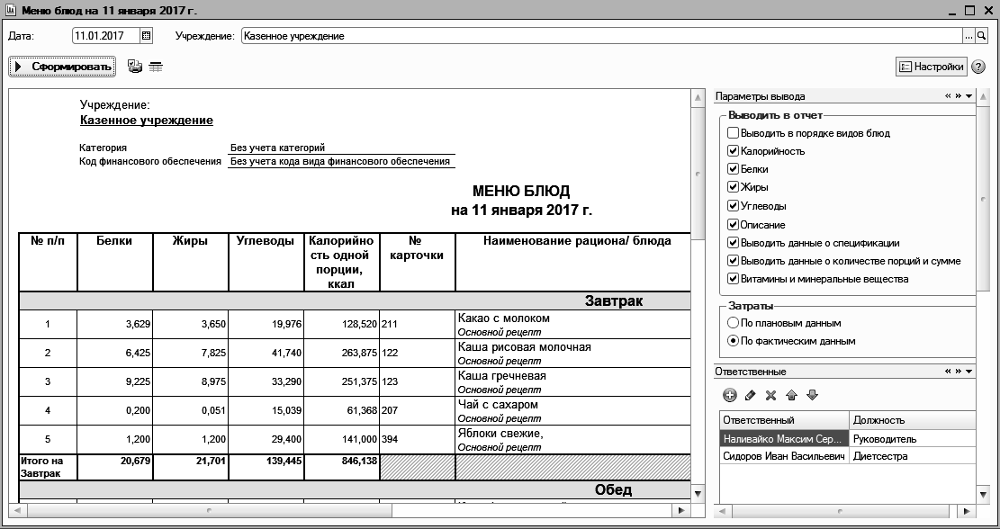 Меню блюд на 11 января 2017 г.
Дата: 11.01.2017 Учреждение: Казенное учреждение ...
Сформировать Настройки ?
Учреждение:
Казенное учреждение
Категория Без учета категорий
Код финансового обеспечения Без учета кода вида финансового обеспечения
МЕНЮ БЛЮД
на 11 января 2017 г.
№ п/п Белки Жиры Углеводы Калорийно
сть одной
порции,
ккал
№
карточки
Наименование рациона/ блюда
Завтрак
1 3,629 3,650 19,976 128,520 211 Какао с молоком
Основной рецепт
2 6,425 7,825 41,740 263,875 122 Каша рисовая молочная
Основной рецепт
3 9,225 8,975 33,290 251,375 123 Каша гречневая
Основной рецепт
4 0,200 0,051 15,039 61,368 207 Чай с сахаром
Основной рецепт
5 1,200 1,200 29,400 141,000 394 Яблоки свежие,
Основной рецепт
Итого на
Завтрак
20,679 21,701 139,445 846,138
Обед
Параметры вывода
Выводить в отчет
Выводить в порядке видов блюд
Калорийность
Белки
Жиры
Углеводы
Описание
Выводить данные о спецификации
Выводить данные о количестве порций и сумме
Витамины и минеральные вещества
Затраты
По плановым данным
По фактическим данным
Ответственные
Ответственный Должность
Наливайко Максим Сер... Руководитель
Сидоров Иван Васильевич Диетсестра